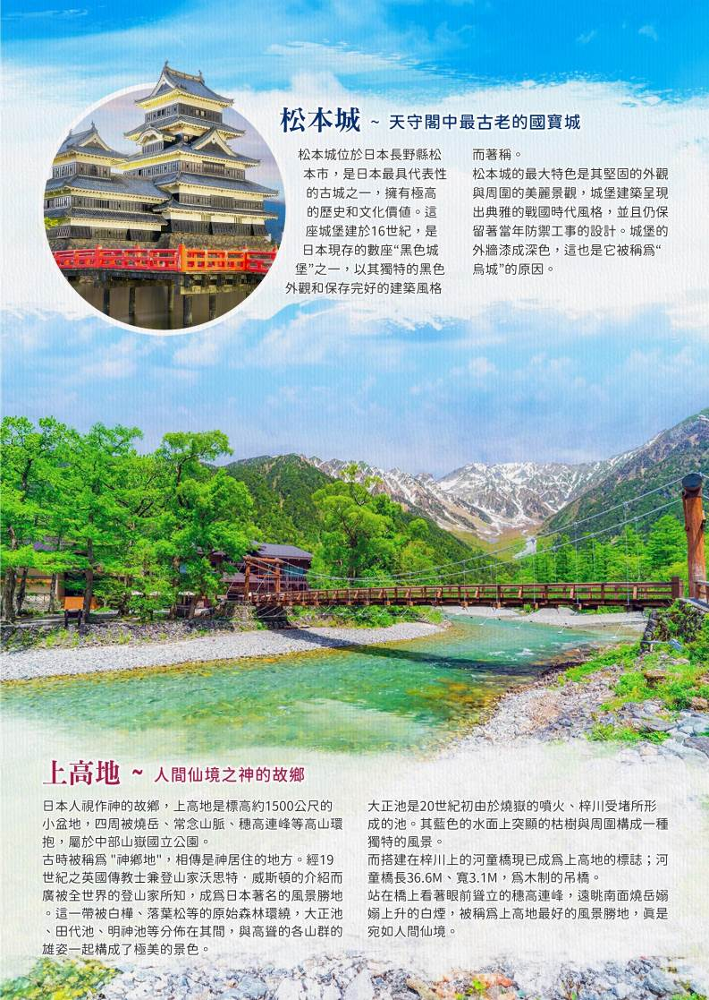 松本城 ~ 天守閣中最古老的國寶城
松本城位於日本長野縣松
本市，是日本最具代表性
的古城之一，擁有極高
的歷史和文化價值。這
座城堡建於16世紀，是
日本現存的數座“黑色城
堡”之一，以其獨特的黑色
外觀和保存完好的建築風格
而著稱。
松本城的最大特色是其堅固的外觀
與周圍的美麗景觀，城堡建築呈現
出典雅的戰國時代風格，並且仍保
留著當年防禦工事的設計。城堡的
外牆漆成深色，這也是它被稱為“
烏城”的原因。
上高地 ~ 人間仙境之神的故鄉
日本人視作神的故鄉，上高地是標高約1500公尺的
小盆地，四周被燒岳、常念山脈、穗高連峰等高山環
抱，屬於中部山嶽國立公園。
古時被稱爲 "神鄉地"，相傳是神居住的地方。經19
世紀之英國傳教士兼登山家沃思特．威斯頓的介紹而
廣被全世界的登山家所知，成爲日本著名的風景勝地
。這一帶被白樺、落葉松等的原始森林環繞，大正池
、田代池、明神池等分佈在其間，與高聳的各山群的
雄姿一起構成了極美的景色。
大正池是20世紀初由於燒嶽的噴火、梓川受堵所形
成的池。其藍色的水面上突顯的枯樹與周圍構成一種
獨特的風景。
而搭建在梓川上的河童橋現已成爲上高地的標誌；河
童橋長36.6M、寬3.1M，爲木制的吊橋。
站在橋上看著眼前聳立的穗高連峰，遠眺南面燒岳嫋
嫋上升的白煙，被稱爲上高地最好的風景勝地，眞是
宛如人間仙境。